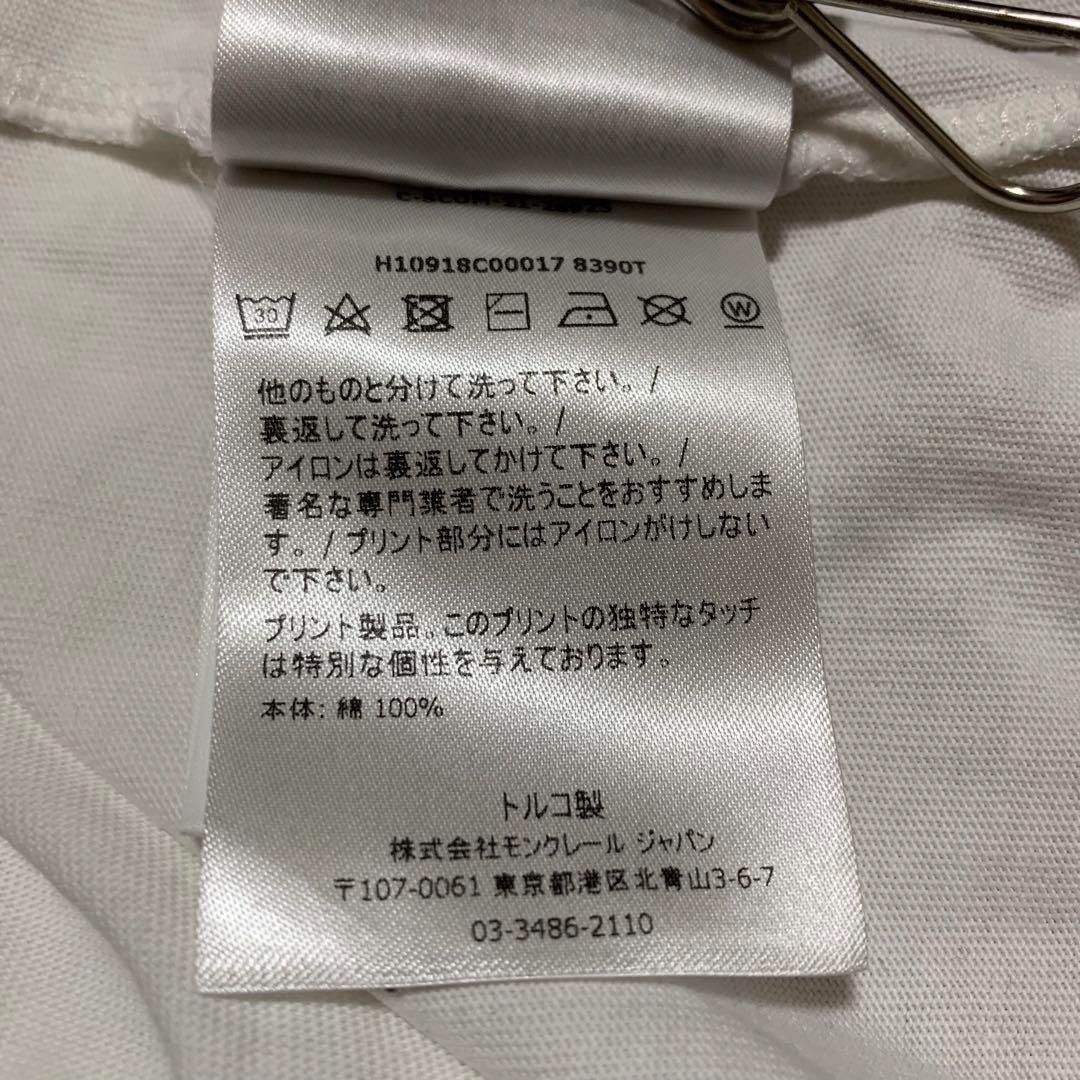 H10918C00017 8390T
30
W
他のものと分けて洗って下さい。/
裏返して洗って下さい。/
アイロンは裏返してかけて下さい。/
著名な専門業者で洗うことをおすすめしま
す。/ プリント部分にはアイロンがけしない
で下さい。
プリント製品。このプリントの独特なタッチ
は特別な個性を与えております。
本体: 綿 100%
トルコ製
株式会社モンクレール ジャパン
〒107-0061 東京都港区北青山3-6-7
03-3486-2110